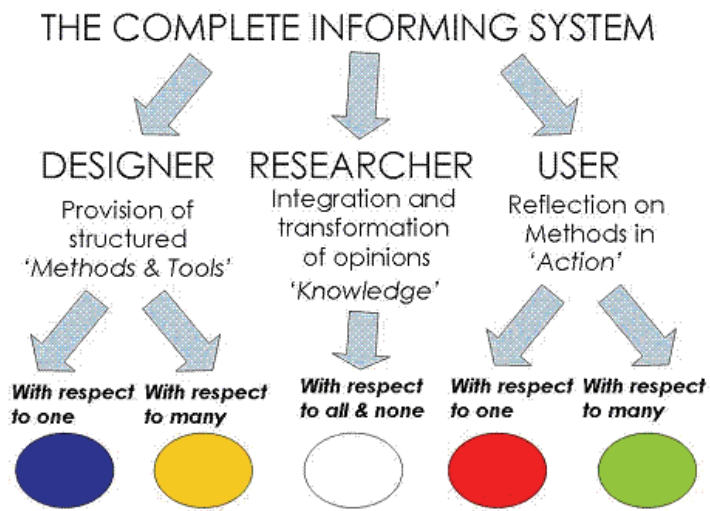 THE COMPLETE INFORMING SYSTEM
DESIGNER
Provision of
structured
‘Methods & Tools’
RESEARCHER
Integration and
transformation
of opinions
‘Knowledge’
USER
Reflection on
Methods in
‘Action’
With respect
to one
With respect
to many
With respect
to all & none
With respect
to one
With respect
to many